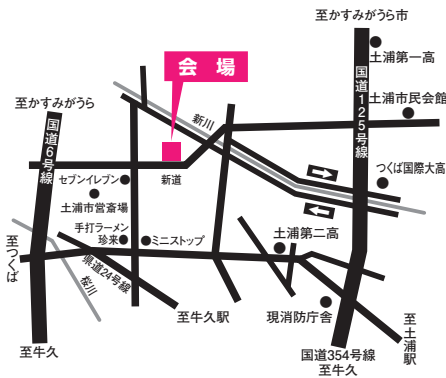 至かすみがうら市
土浦第一高
会場
国道125号線
土浦市民会館
至かすみがうら
新川
国道6号線
セブンイレブン
新道
つくば国際大高
土浦市営斎場
手打ラーメン
珍来
ミニストップ
土浦第二高
至つくば
県道24号線
桜川
至牛久駅
現消防庁舎
至土浦駅
至牛久
国道354号線
至牛久